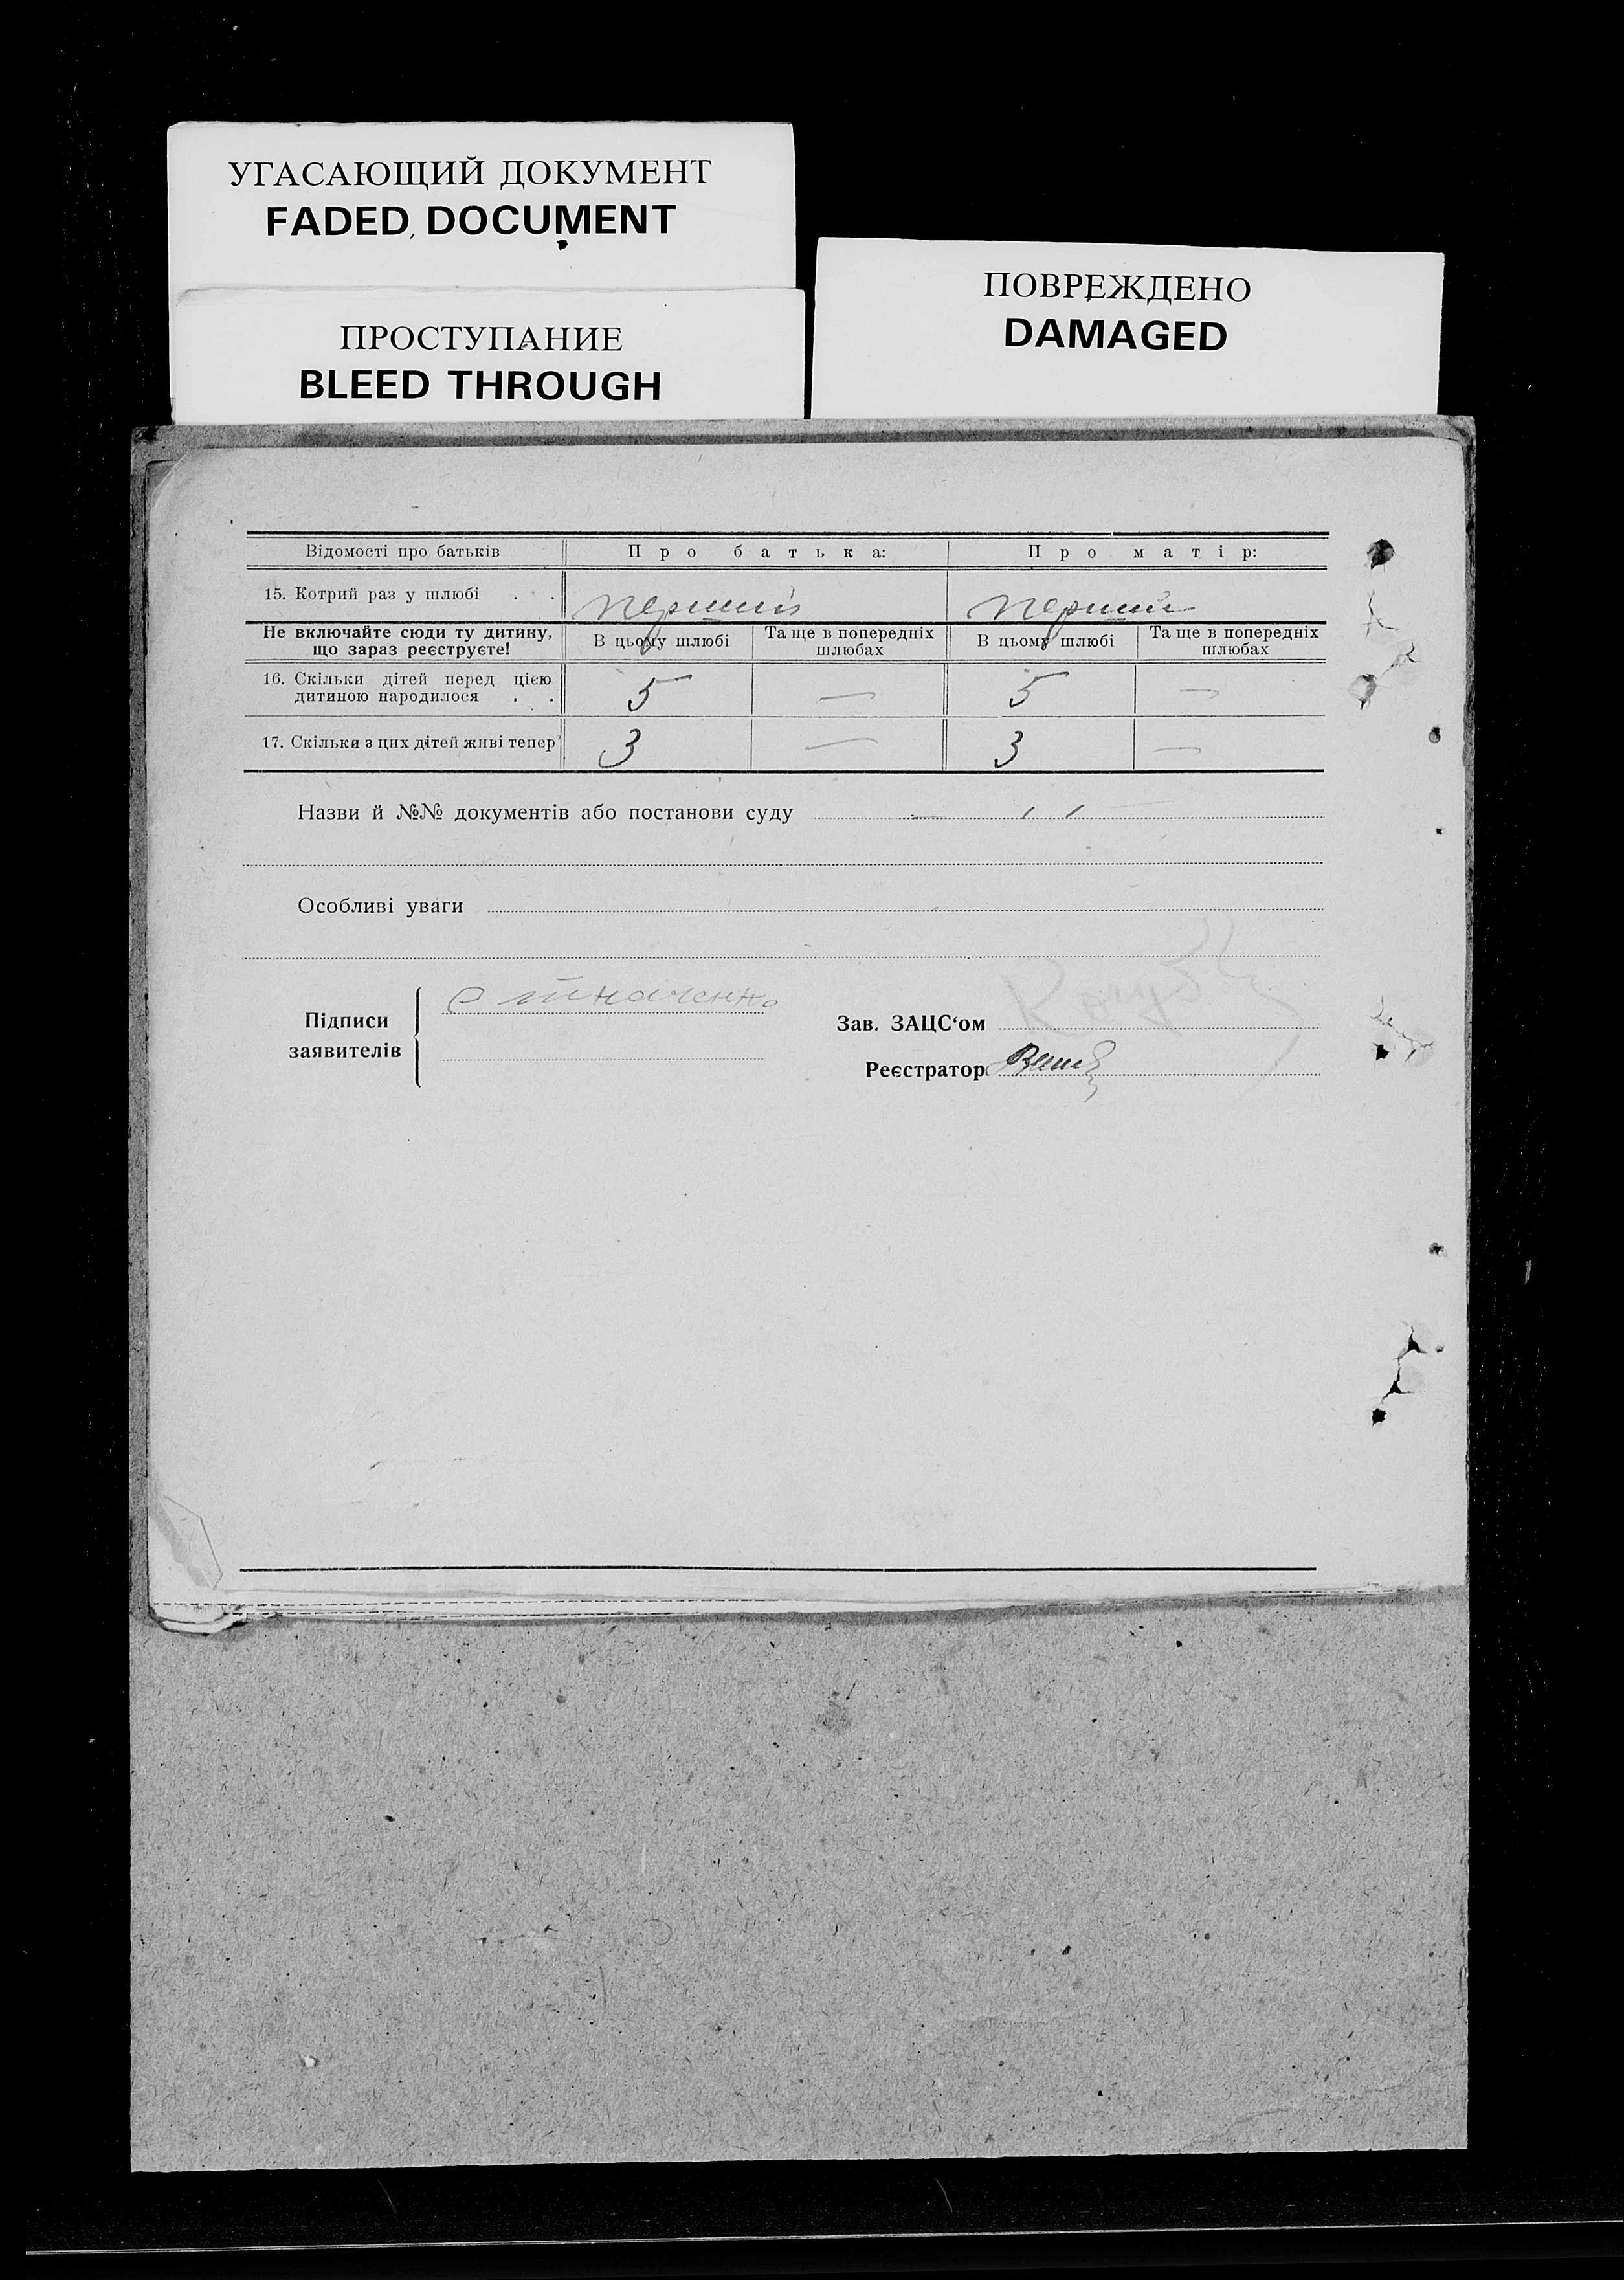 УГАСАЮЩИЙ ДОКУМЕНТ
FADED DOCUMENT
ПРОСТУПАНИЕ
BLEED THROUGH
ПОВРЕЖДЕНО
DAMAGED
Відомості про батьків Про батька: Про матір:
15. Котрий раз у шлюбі . . . перший перший
Не включайте сюди ту дитину, що зараз реєструєте! В цьому шлюбі Та ще в попередніх шлюбах В цьому шлюбі Та ще в попередніх шлюбах
16. Скільки дітей перед цією
дитиною народилося . . 5 — 5 —
17. Скільки з цих дітей живі тепер 3 — 3 —
Назви й №№ документів або постанови суду
Особливі уваги
Підписи
заявителів
Зав. ЗАЦС‘ом
Реєстратор